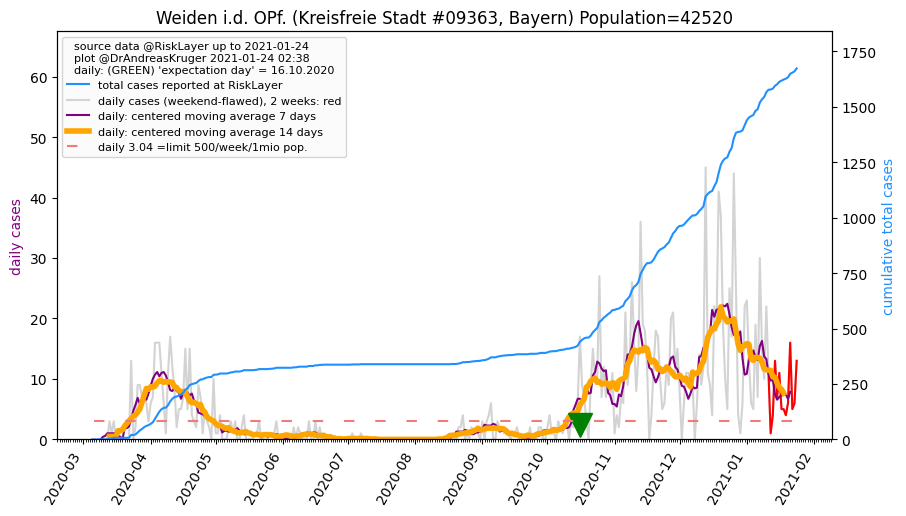 Weiden i.d. OPf. (Kreisfreie Stadt #09363, Bayern) Population=42520
source data @RiskLayer up to 2021-01-24
plot @DrAndreasKruger 2021-01-24 02:38
daily: (GREEN) 'expectation day' = 16.10.2020
total cases reported at RiskLayer
daily cases (weekend-flawed), 2 weeks: red
daily: centered moving average 7 days
daily: centered moving average 14 days
daily 3.04 =limit 500/week/1mio pop.
daily cases
60
50
40
30
20
10
0
cumulative total cases
1750
1500
1250
1000
750
500
250
0
2020-03
2020-04
2020-05
2020-06
2020-07
2020-08
2020-09
2020-10
2020-11
2020-12
2021-01
2021-02